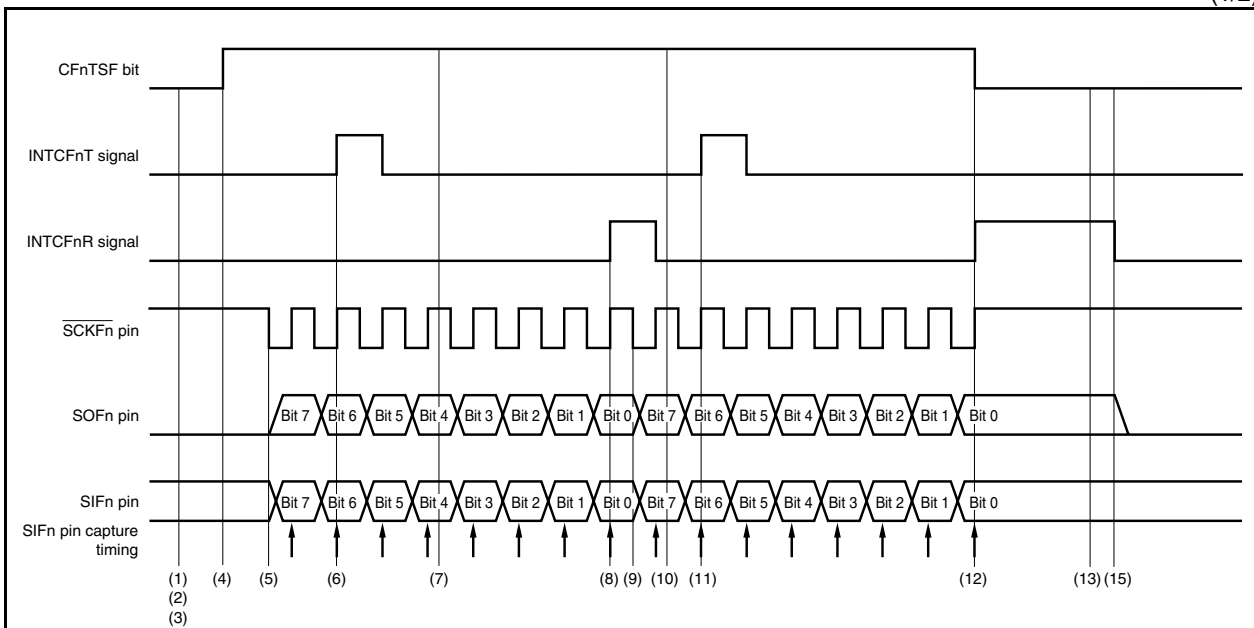 CFnTSF bit
INTCFnT signal
INTCFnR signal
SCKFn pin
SOFn pin
Bit 7 Bit 6 Bit 5 Bit 4 Bit 3 Bit 2 Bit 1 Bit 0 Bit 7 Bit 6 Bit 5 Bit 4 Bit 3 Bit 2 Bit 1 Bit 0
SIFn pin
Bit 7 Bit 6 Bit 5 Bit 4 Bit 3 Bit 2 Bit 1 Bit 0 Bit 7 Bit 6 Bit 5 Bit 4 Bit 3 Bit 2 Bit 1 Bit 0
SIFn pin capture
timing
(1) (4) (5) (6) (7) (8) (9) (10) (11) (12) (13) (15)
(2)
(3)